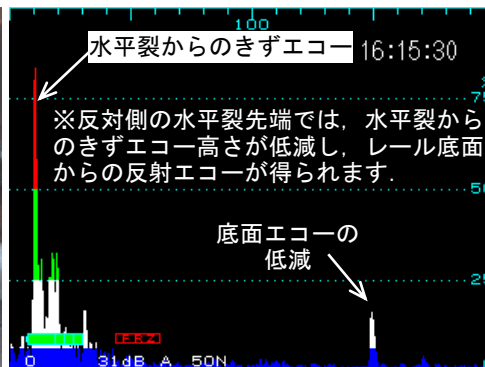 100
水平裂からのきずエコー 16:15:30
75
※反対側の水平裂先端では，水平裂から
のきずエコー高さが低減し，レール底面
からの反射エコーが得られます．
50
底面エコーの
低減
25
FRZ
0 31dB A 50N